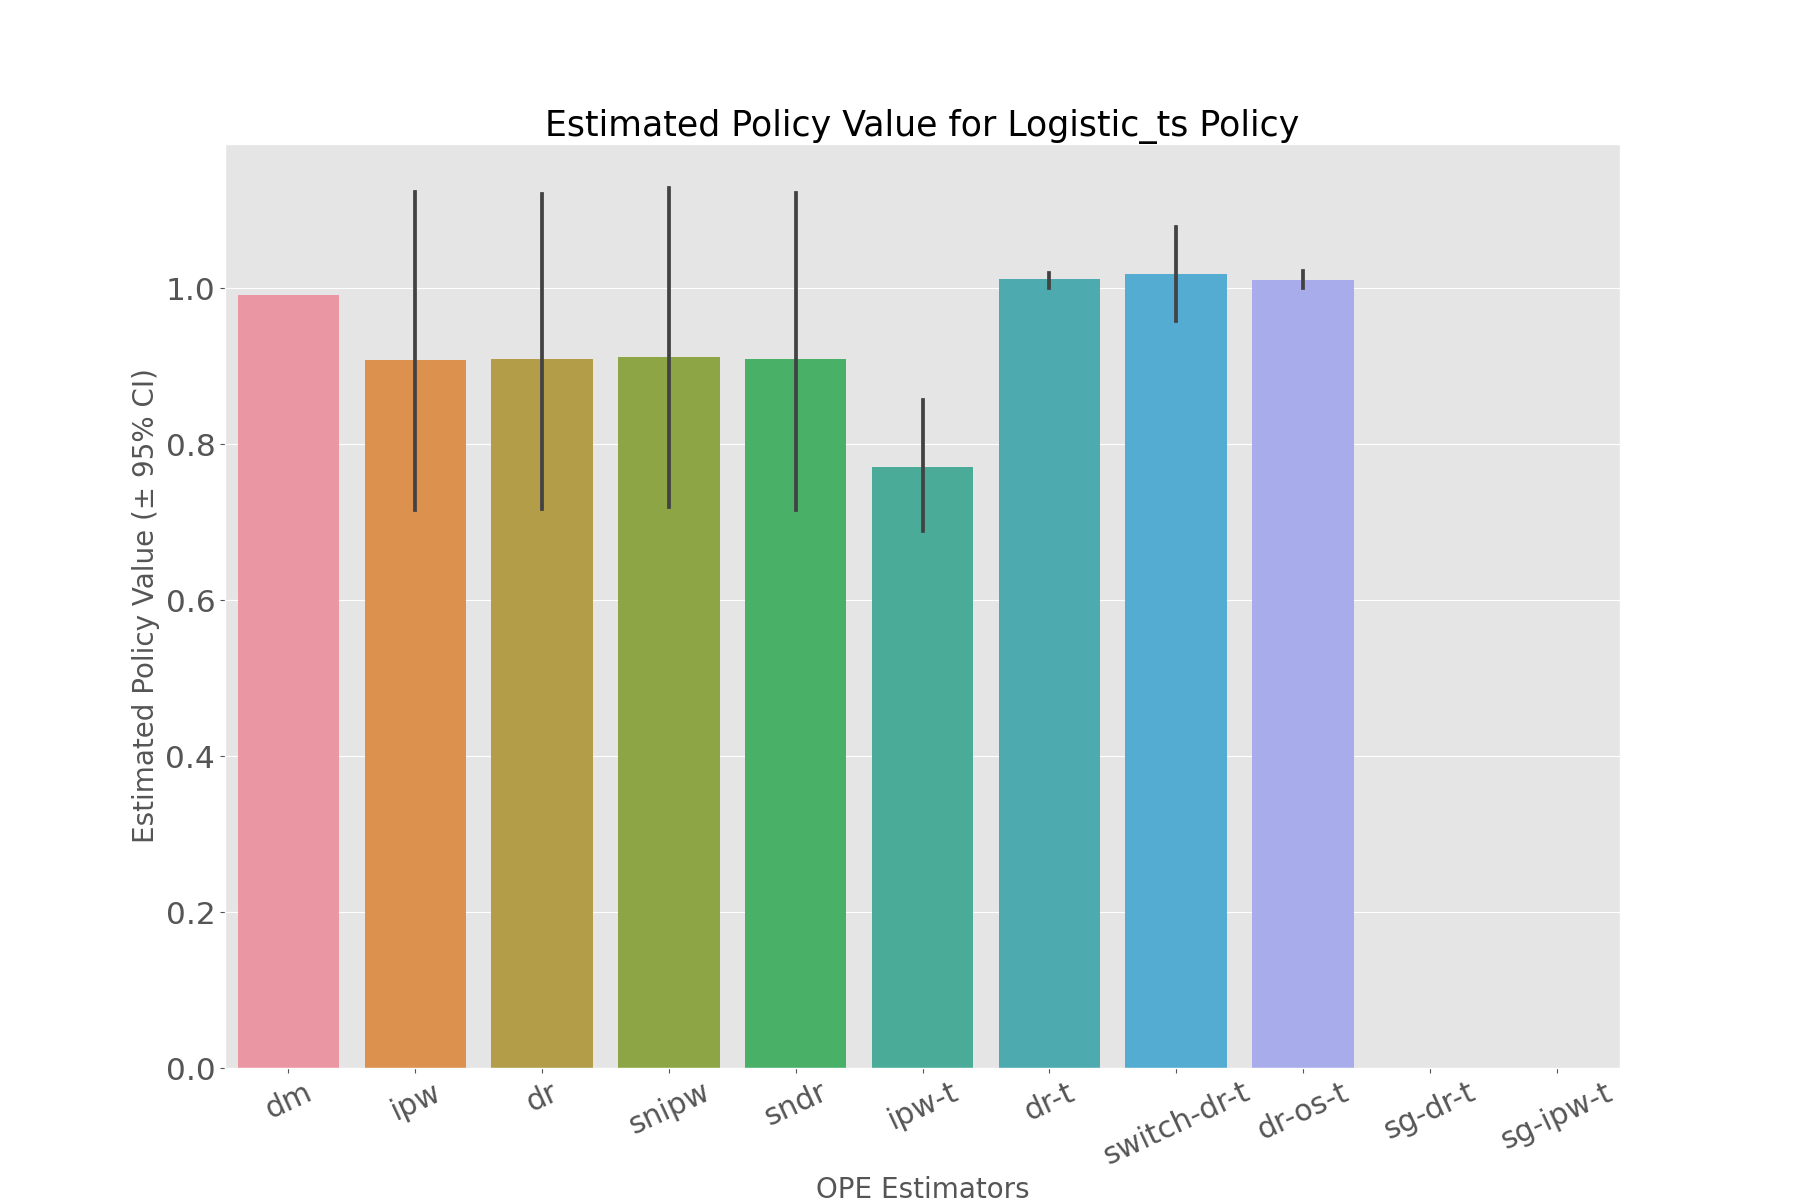 Estimated Policy Value for Logistic_ts Policy
Estimated Policy Value (± 95% CI)
1.0
0.8
0.6
0.4
0.2
0.0
dm
ipw
dr
snipw
sndr
ipw-t
dr-t
switch-dr-t
dr-os-t
sg-dr-t
sg-ipw-t
OPE Estimators